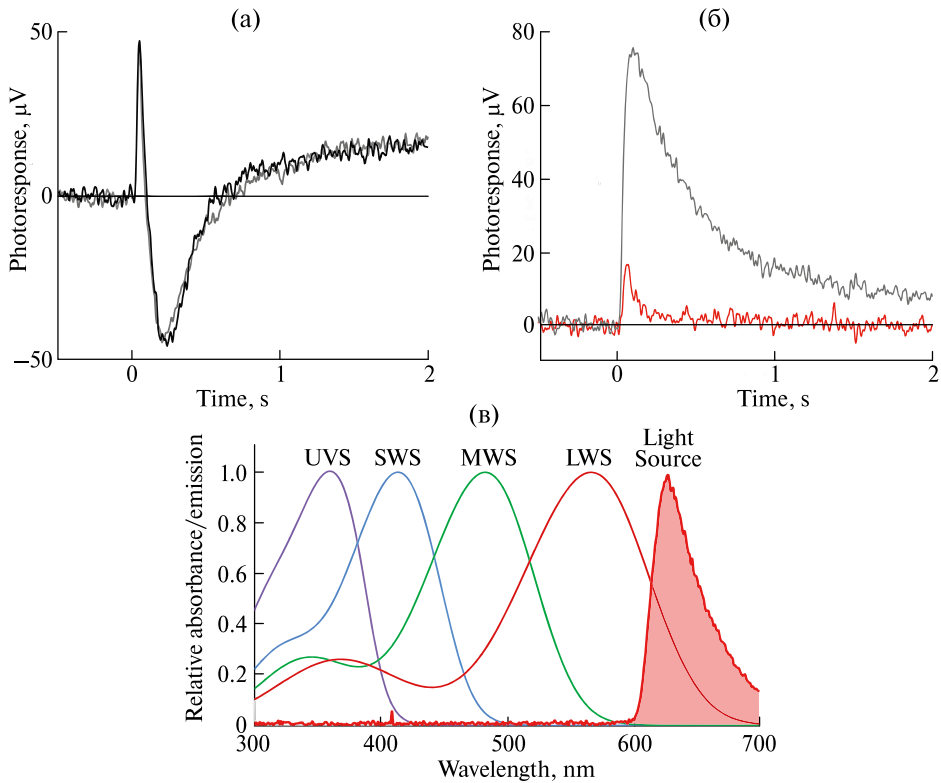 (а)
50
0
–50
Photoresponse, μV
0
1
2
Time, s
(б)
80
60
40
20
0
Photoresponse, μV
0
1
2
Time, s
(в)
UVS
SWS
MWS
LWS
Light
Source
1.0
0.8
0.6
0.4
0.2
0
Relative absorbance/emission
300
400
500
600
700
Wavelength, nm